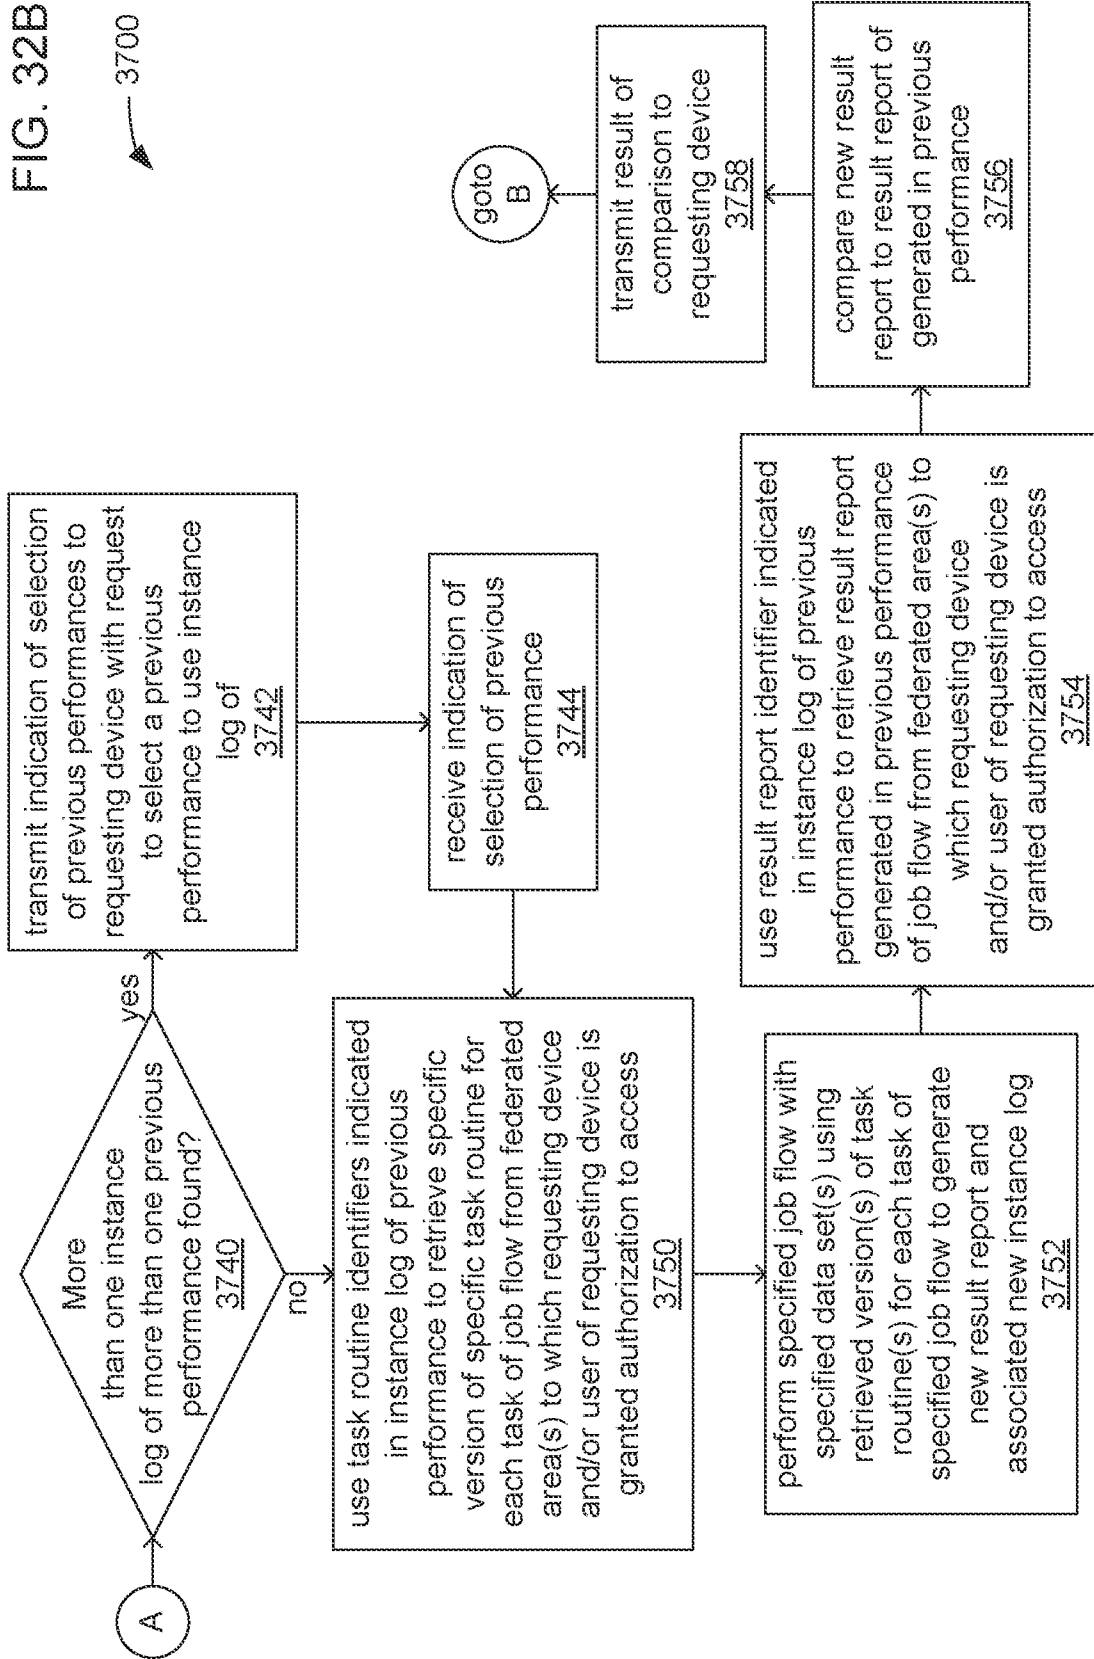 FIG. 32B
3700
A
More
than one instance
log of more than one previous
performance found?
3740
yes
no
transmit indication of selection
of previous performances to
requesting device with request
to select a previous
performance to use instance
log of
3742
receive indication of
selection of previous
performance
3744
use task routine identifiers indicated
in instance log of previous
performance to retrieve specific
version of specific task routine for
each task of job flow from federated
area(s) to which requesting device
and/or user of requesting device is
granted authorization to access
3750
perform specified job flow with
specified data set(s) using
retrieved version(s) of task
routine(s) for each task of
specified job flow to generate
new result report and
associated new instance log
3752
use result report identifier indicated
in instance log of previous
performance to retrieve result report
generated in previous performance
of job flow from federated area(s) to
which requesting device
and/or user of requesting device is
granted authorization to access
3754
compare new result
report to result report of
generated in previous
performance
3756
transmit result of
comparison to
requesting device
3758
goto
B